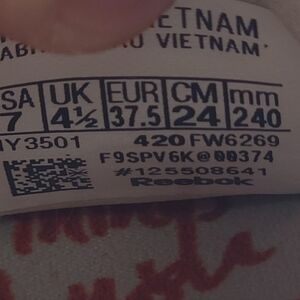 VIETNAM
VIETNAM
SA UK EUR CM mm
7 4½ 37.5 24 240
Y3501 420 FW6269
F9SPV6K@00374
#125508641
Reebok